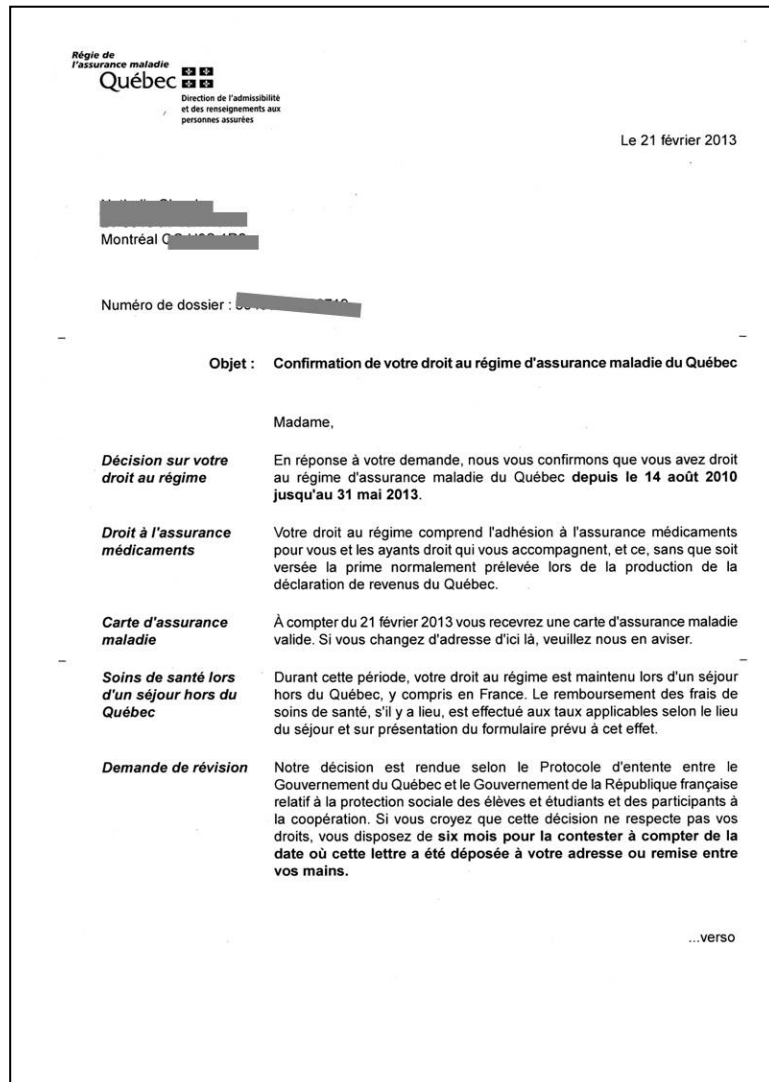 Régie de
l'assurance maladie
Québec
Direction de l'admissibilité
et des renseignements aux
personnes assurées
Le 21 février 2013
Montréal
Numéro de dossier :
Objet : Confirmation de votre droit au régime d'assurance maladie du Québec
Madame,
Décision sur votre
droit au régime
En réponse à votre demande, nous vous confirmons que vous avez droit
au régime d'assurance maladie du Québec depuis le 14 août 2010
jusqu'au 31 mai 2013.
Droit à l'assurance
médicaments
Votre droit au régime comprend l'adhésion à l'assurance médicaments
pour vous et les ayants droit qui vous accompagnent, et ce, sans que soit
versée la prime normalement prélevée lors de la production de la
déclaration de revenus du Québec.
Carte d'assurance
maladie
À compter du 21 février 2013 vous recevrez une carte d'assurance maladie
valide. Si vous changez d'adresse d'ici là, veuillez nous en aviser.
Soins de santé lors
d'un séjour hors du
Québec
Durant cette période, votre droit au régime est maintenu lors d'un séjour
hors du Québec, y compris en France. Le remboursement des frais de
soins de santé, s'il y a lieu, est effectué aux taux applicables selon le lieu
du séjour et sur présentation du formulaire prévu à cet effet.
Demande de révision
Notre décision est rendue selon le Protocole d'entente entre le
Gouvernement du Québec et le Gouvernement de la République française
relatif à la protection sociale des élèves et étudiants et des participants à
la coopération. Si vous croyez que cette décision ne respecte pas vos
droits, vous disposez de six mois pour la contester à compter de la
date où cette lettre a été déposée à votre adresse ou remise entre
vos mains.
...verso